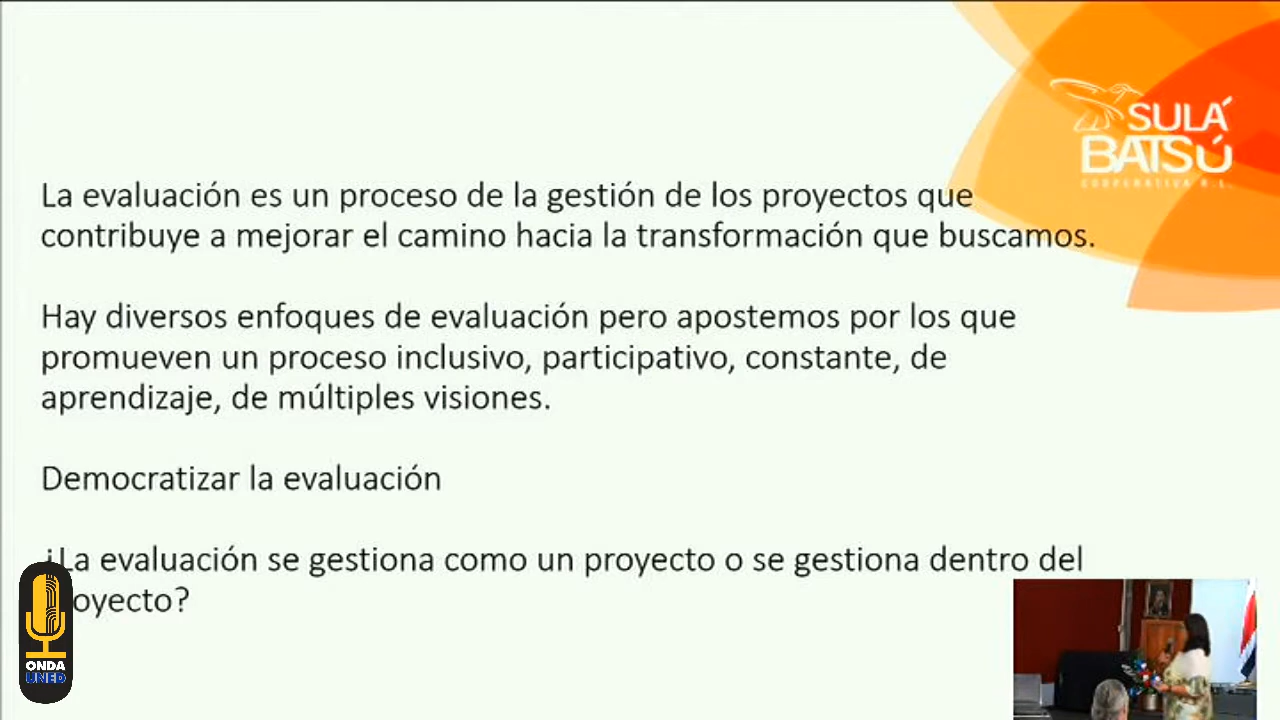 SULÁ
BATSÚ
COOPERATIVA R.L.
La evaluación es un proceso de la gestión de los proyectos que
contribuye a mejorar el camino hacia la transformación que buscamos.
Hay diversos enfoques de evaluación pero apostemos por los que
promueven un proceso inclusivo, participativo, constante, de
aprendizaje, de múltiples visiones.
Democratizar la evaluación
¿La evaluación se gestiona como un proyecto o se gestiona dentro del
oyecto?
ONDA
UNED